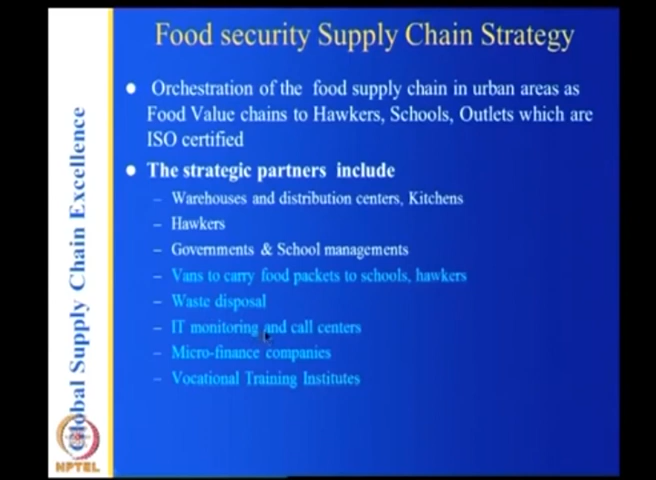 Food security Supply Chain Strategy
Orchestration of the food supply chain in urban areas as
Food Value chains to Hawkers, Schools, Outlets which are
ISO certified
The strategic partners include
– Warehouses and distribution centers, Kitchens
– Hawkers
– Governments & School managements
– Vans to carry food packets to schools, hawkers
– Waste disposal
– IT monitoring and call centers
– Micro-finance companies
– Vocational Training Institutes
Global Supply Chain Excellence
NPTEL